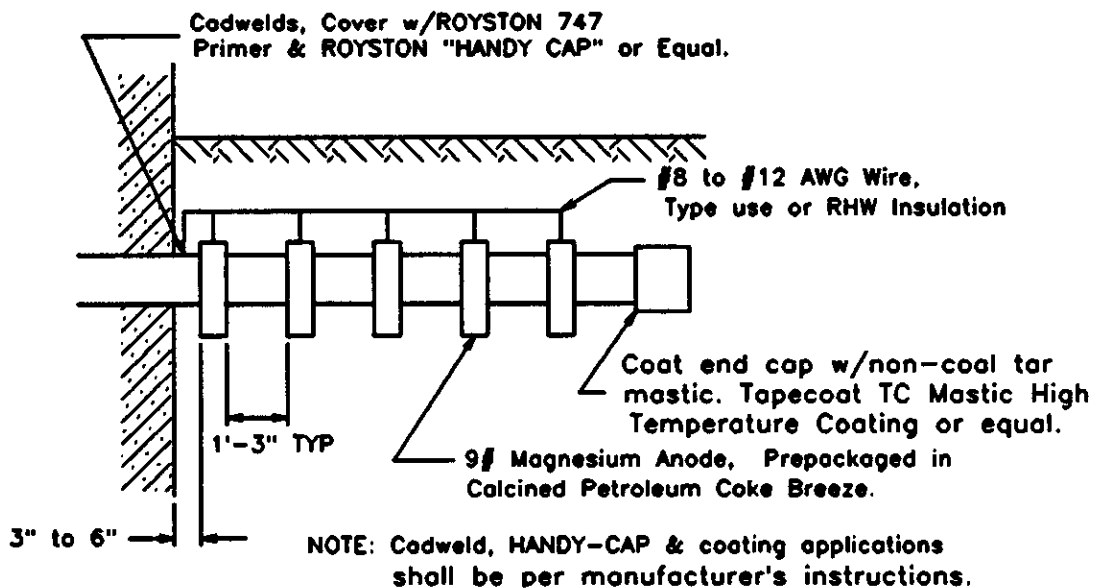 Cadwelds, Cover w/ROYSTON 747
Primer & ROYSTON "HANDY CAP" or Equal.
#8 to #12 AWG Wire,
Type use or RHW Insulation
Coat end cap w/non-coal tar
mastic. Tapecoat TC Mastic High
Temperature Coating or equal.
1'-3" TYP
9# Magnesium Anode, Prepackaged in
Calcined Petroleum Coke Breeze.
3" to 6"
NOTE: Cadweld, HANDY-CAP & coating applications
shall be per manufacturer's instructions.